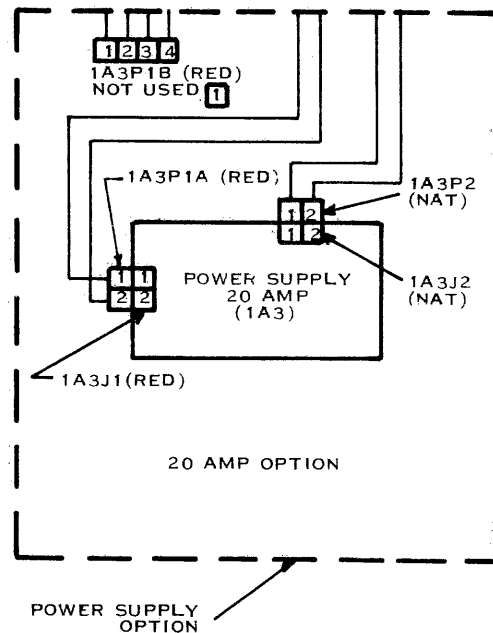 1 2 3 4
1A3P1B (RED)
NOT USED 1
1A3P1A (RED)
1 2
1 2
1A3P2
(NAT)
1 1
2 2
POWER SUPPLY
20 AMP
(1A3)
1A3J2
(NAT)
1A3J1(RED)
20 AMP OPTION
POWER SUPPLY
OPTION